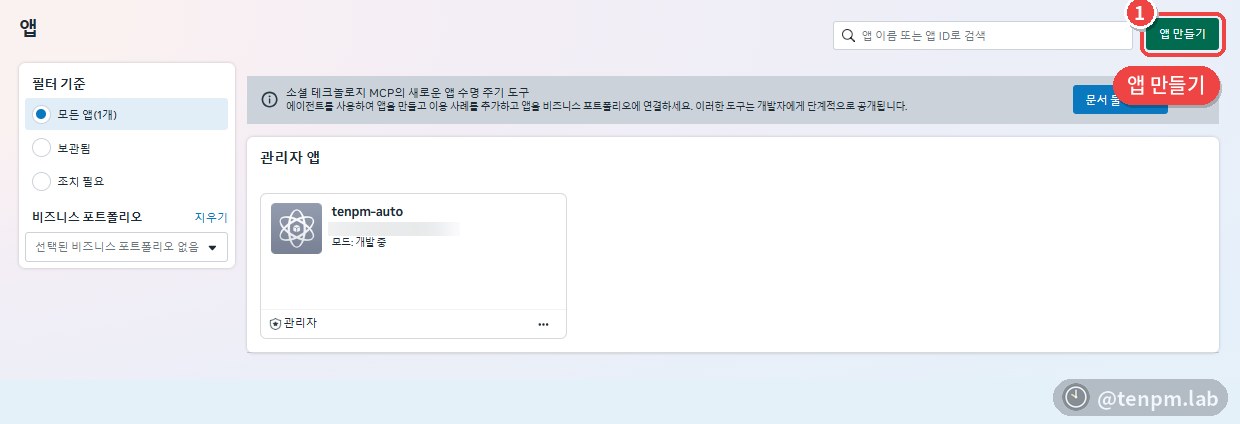 앱
앱 이름 또는 앱 ID로 검색
1
앱 만들기
앱 만들기
필터 기준
모든 앱(1개)
보관됨
조치 필요
비즈니스 포트폴리오
지우기
선택된 비즈니스 포트폴리오 없음
소셜 테크놀로지 MCP의 새로운 앱 수명 주기 도구
에이전트를 사용하여 앱을 만들고 이용 사례를 추가하고 앱을 비즈니스 포트폴리오에 연결하세요. 이러한 도구는 개발자에게 단계적으로 공개됩니다.
문서
관리자 앱
tenpm-auto
모드: 개발 중
관리자
@tenpm.lab